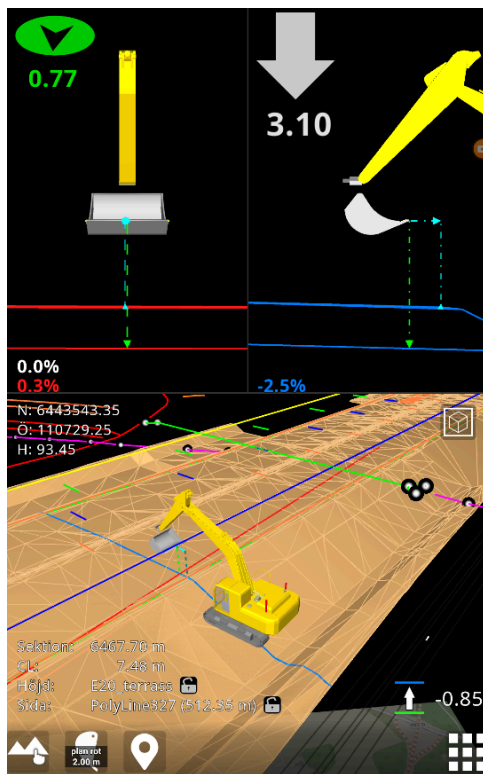 0.77
3.10
0.0%
0.3%
-2.5%
N: 6443543.35
Ö: 110729.25
H: 93.45
Sektion: 6467.70 m
CL: 7.48 m
Höjd: E20_terrass
Sida: PolyLine327 (512.35 m)
-0.85
plan rot
2.00 m